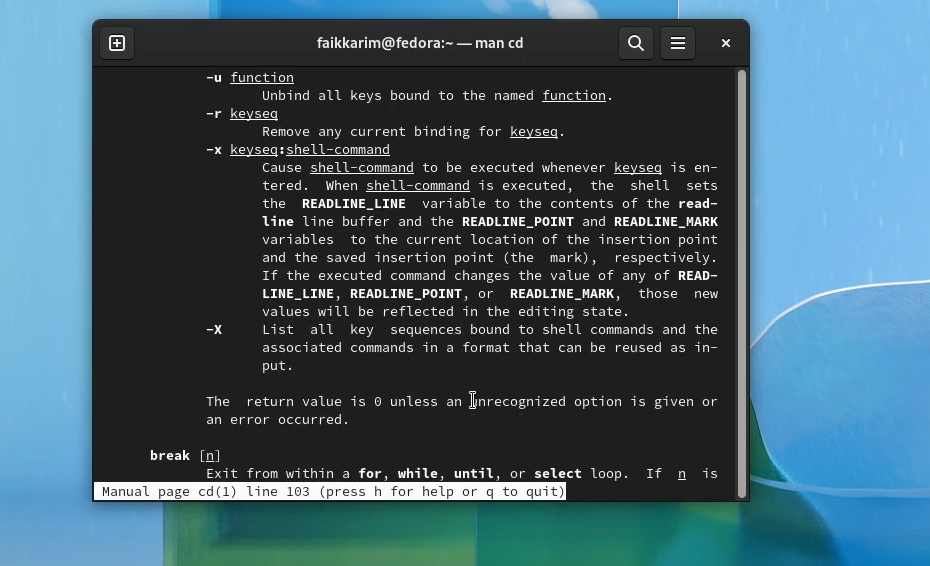 faikkarim@fedora:~ — man cd
-u function
Unbind all keys bound to the named function.
-r keyseq
Remove any current binding for keyseq.
-x keyseq:shell-command
Cause shell-command to be executed whenever keyseq is en-
tered.  When shell-command is executed,  the  shell  sets
the  READLINE_LINE  variable to the contents of the read-
line line buffer and the READLINE_POINT and READLINE_MARK
variables  to the current location of the insertion point
and the saved insertion point (the  mark),  respectively.
If the executed command changes the value of any of READ-
LINE_LINE, READLINE_POINT, or  READLINE_MARK,  those  new
values will be reflected in the editing state.
-X     List  all  key  sequences bound to shell commands and the
associated commands in a format that can be reused as in-
put.
The  return value is 0 unless an unrecognized option is given or
an error occurred.
break [n]
Exit from within a for, while, until, or select loop.  If  n  is
Manual page cd(1) line 103 (press h for help or q to quit)